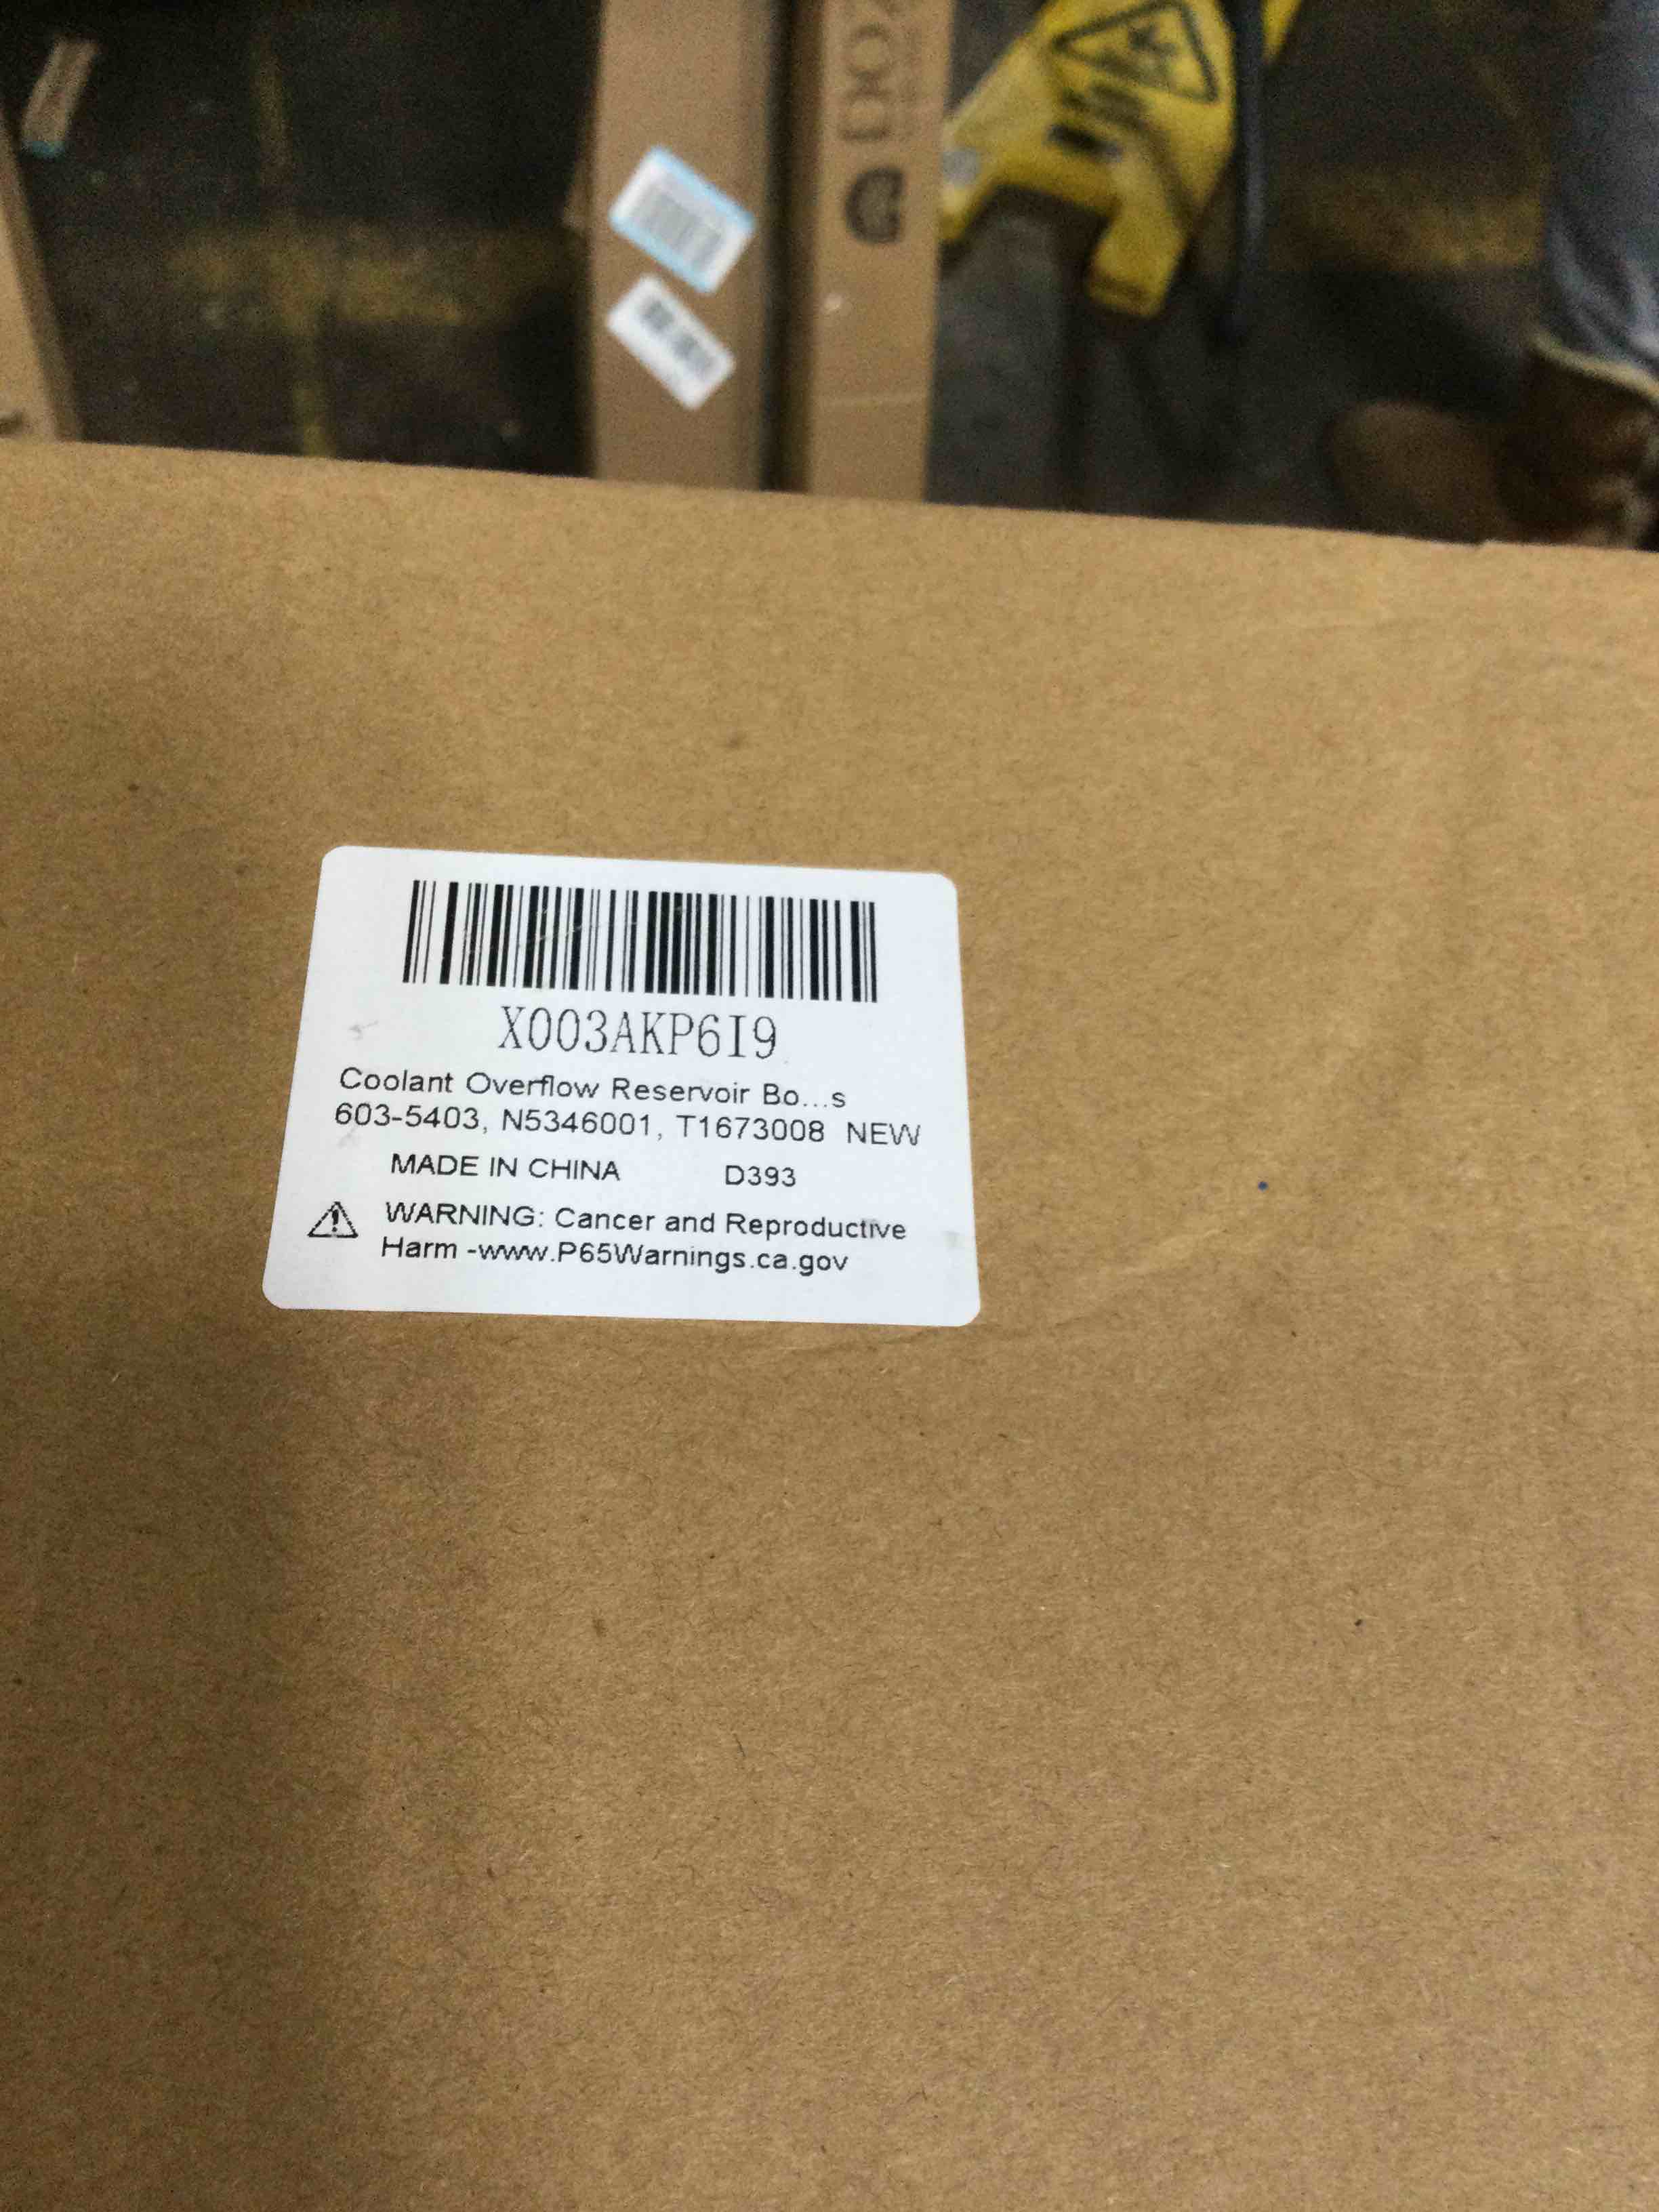 X003AKP6I9
Coolant Overflow Reservoir Bo...s
603-5403, N5346001, T1673008 NEW
MADE IN CHINA D393
WARNING: Cancer and Reproductive
Harm -www.P65Warnings.ca.gov